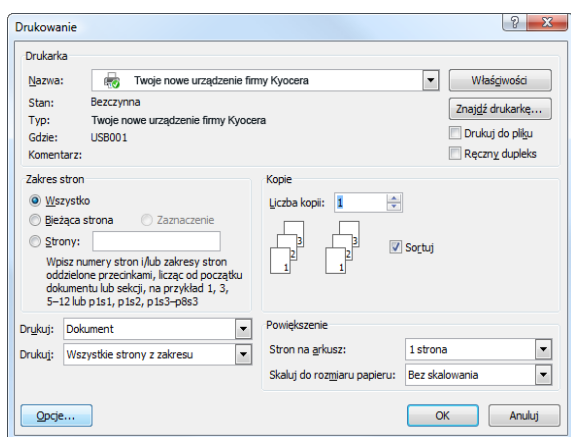 Drukowanie
Drukarka
Nazwa: Twoje nowe urządzenie firmy Kyocera Właściwości
Stan: Bezczynna Znajdź drukarkę...
Typ: Twoje nowe urządzenie firmy Kyocera
Gdzie: USB001 Drukuj do pliku
Komentarz: Ręczny dupleks
Zakres stron
Wszystko
Bieżąca strona Zaznaczenie
Strony:
Wpisz numery stron i/lub zakresy stron
oddzielone przecinkami, licząc od początku
dokumentu lub sekcji, na przykład 1, 3,
5–12 lub p1s1, p1s2, p1s3–p8s3
Kopie
Liczba kopii: 1
3 3
2 2
1 1
Sortuj
Drukuj: Dokument
Drukuj: Wszystkie strony z zakresu
Powiększenie
Stron na arkusz: 1 strona
Skaluj do rozmiaru papieru: Bez skalowania
Opcje... OK Anuluj